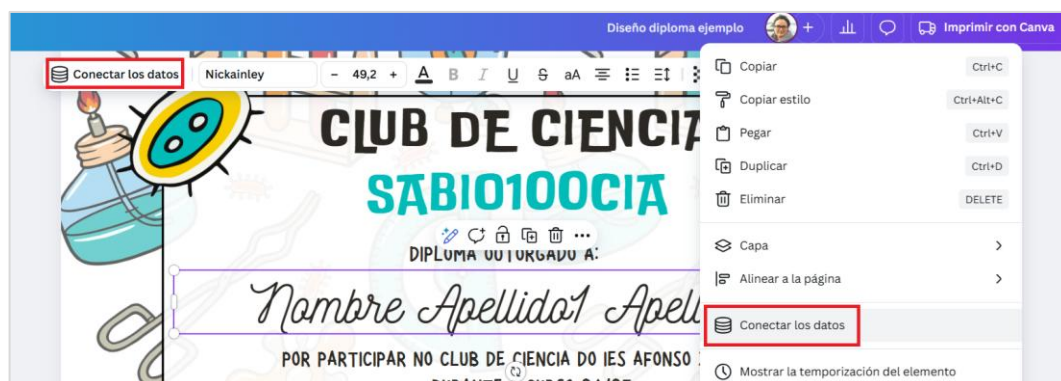 Diseño diploma ejemplo
+
Imprimir con Canva
Conectar los datos
Nickainley
- 49,2 +
A B I U S aA
Copiar Ctrl+C
Copiar estilo Ctrl+Alt+C
Pegar Ctrl+V
Duplicar Ctrl+D
Eliminar DELETE
Capa
Alinear a la página
Conectar los datos
Mostrar la temporización del elemento
CLUB DE CIENCIA
SABIO100CIA
DIPLOMA OUTORGADO A:
Nombre Apellido1 Apell
POR PARTICIPAR NO CLUB DE CIENCIA DO IES AFONSO